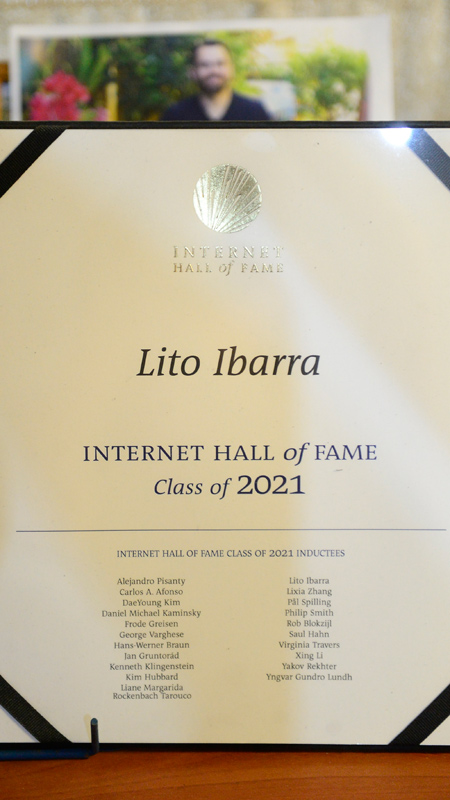 INTERNET
HALL of FAME
Lito Ibarra
INTERNET HALL of FAME
Class of 2021
INTERNET HALL OF FAME CLASS OF 2021 INDUCTEES
Alejandro Pisanty
Carlos A. Afonso
DaeYoung Kim
Daniel Michael Kaminsky
Frode Greisen
George Varghese
Hans-Werner Braun
Jan Gruntorád
Kenneth Klingenstein
Kim Hubbard
Liane Margarida
Rockenbach Tarouco
Lito Ibarra
Lixia Zhang
Pål Spilling
Philip Smith
Rob Blokzijl
Saul Hahn
Virginia Travers
Xing Li
Yakov Rekhter
Yngvar Gundro Lundh